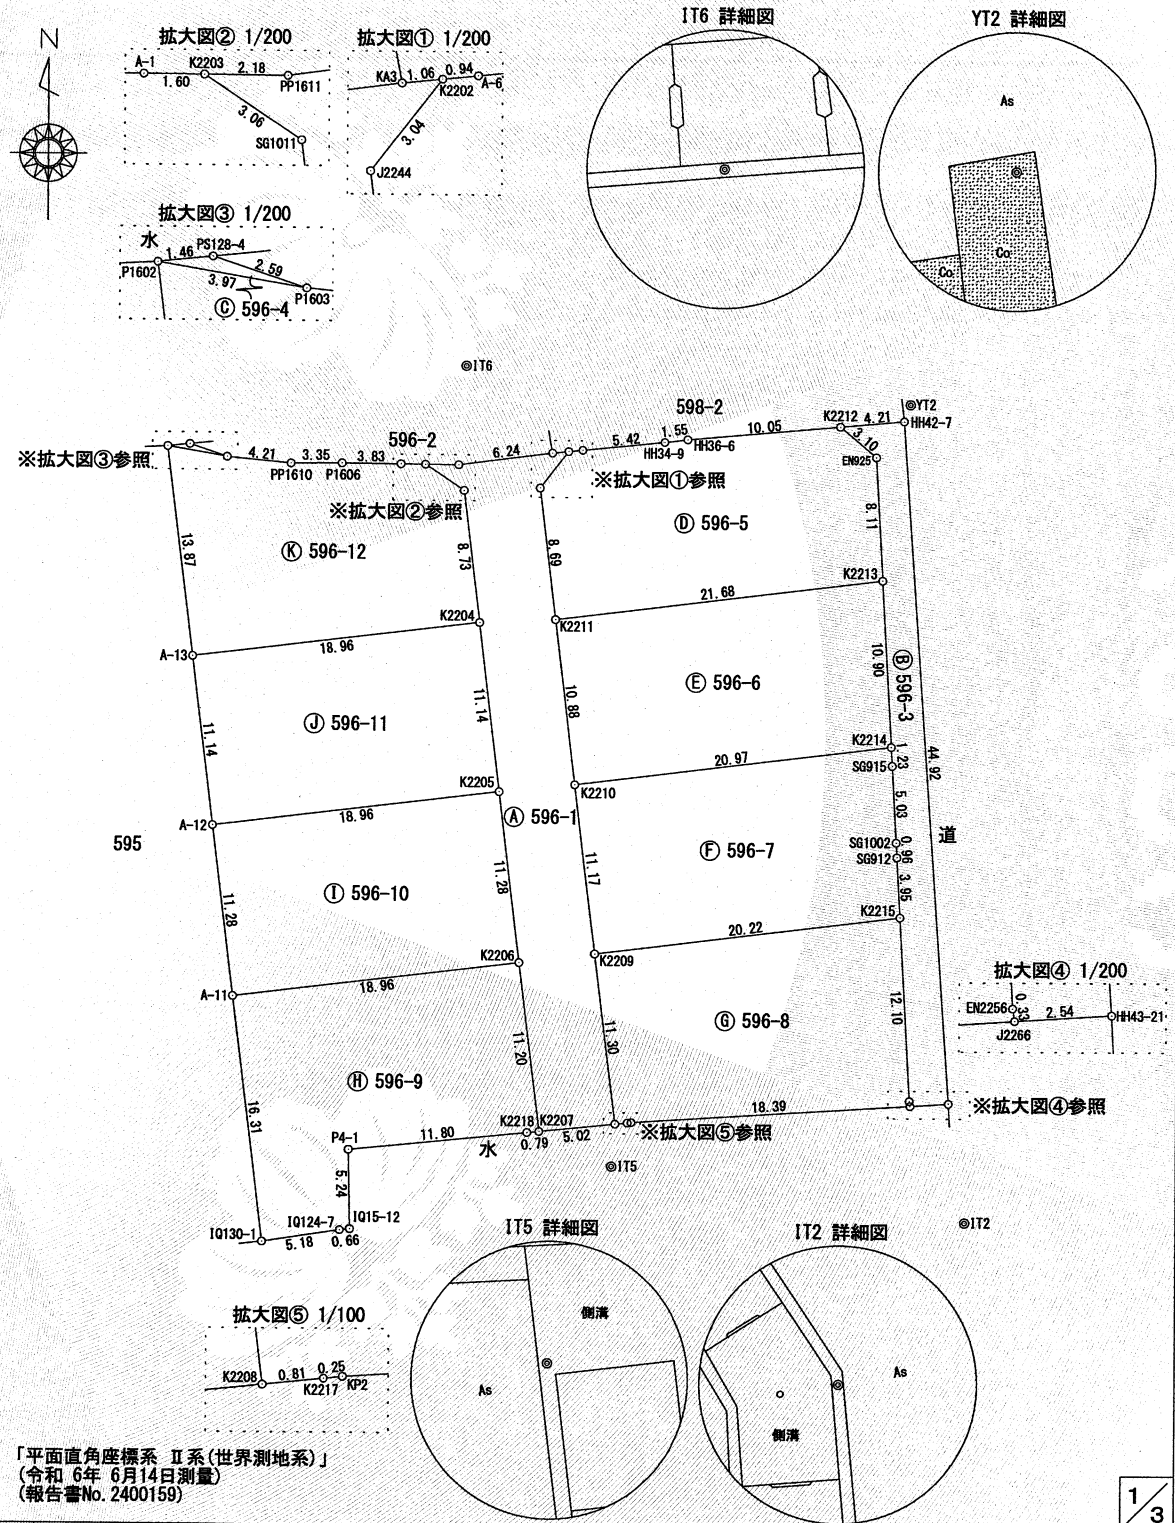 IT6 詳細図
YT2 詳細図
N
拡大図② 1/200
A-1
K2203
1.60
2.18
PP1611
3.06
SG1011
拡大図① 1/200
KA3
1.06
0.94
K2202
A-6
3.04
J2244
As
Co
Co
拡大図③ 1/200
水
PS128-4
1.46
P1602
2.59
3.97
P1603
Ⓒ 596-4
IT6
YT2
598-2
K2212
4.21
HH42-7
596-2
5.42
1.55
10.05
3.10
HH34-9
HH36-6
EN925
※拡大図③参照
4.21
3.35
3.83
6.24
PP1610
P1606
※拡大図①参照
※拡大図②参照
Ⓓ 596-5
8.11
13.87
Ⓚ 596-12
8.73
8.69
K2213
21.68
K2204
K2211
A-13
18.96
10.90
Ⓑ 596-3
Ⓔ 596-6
10.88
11.14
Ⓙ 596-11
11.14
K2214
1.23
44.92
20.97
SG915
K2205
K2210
5.03
A-12
18.96
Ⓐ 596-1
道
595
SG1002
0.96
SG912
Ⓕ 596-7
3.95
11.17
11.28
Ⓘ 596-10
11.28
K2215
20.22
K2206
K2209
拡大図④ 1/200
A-11
18.96
EN2256
0.33
2.54
HH43-21
J2266
12.10
Ⓖ 596-8
11.30
11.20
Ⓗ 596-9
16.31
18.39
※拡大図④参照
K2218
K2207
11.80
0.79
5.02
※拡大図⑤参照
P4-1
水
5.24
IT5
IQ124-7
IQ15-12
IQ130-1
5.18
0.66
IT5 詳細図
IT2 詳細図
IT2
拡大図⑤ 1/100
側溝
K2208
0.81
0.25
K2217
KP2
As
As
側溝
「平面直角座標系 Ⅱ系(世界測地系)」
(令和 6年 6月14日測量)
(報告書No.2400159)
1/3